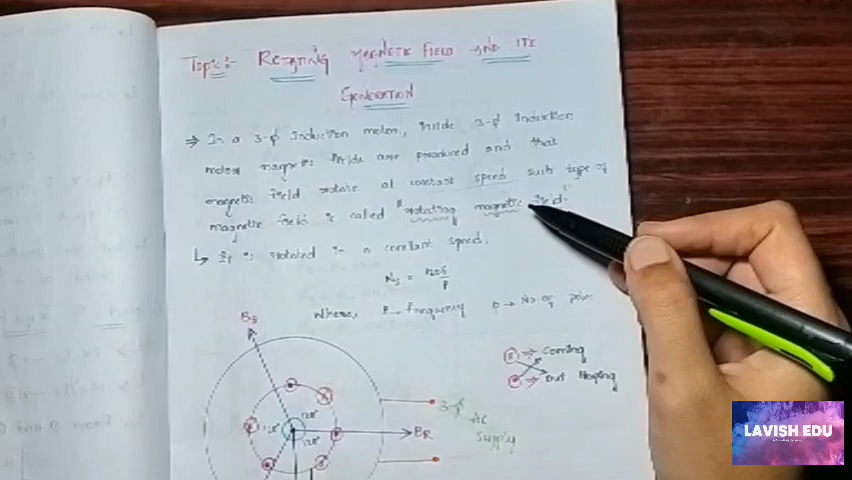 Topic:- ROTATING MAGNETIC FIELD AND ITS
GENERATION
⇒ In a 3-ϕ Induction motor, inside 3-ϕ induction
motor magnetic fields are produced and that
magnetic field rotate at constant speed such type of
magnetic field is called "rotating magnetic field"
↳ It is rotated in a constant speed.
Ns = 120f/P
Where, F → frequency P → No of poles
BB
⊗ → Coming
⊙ → Out Going
120°
120°
120°
BR
3-ϕ
AC
Supply
LAVISH EDU